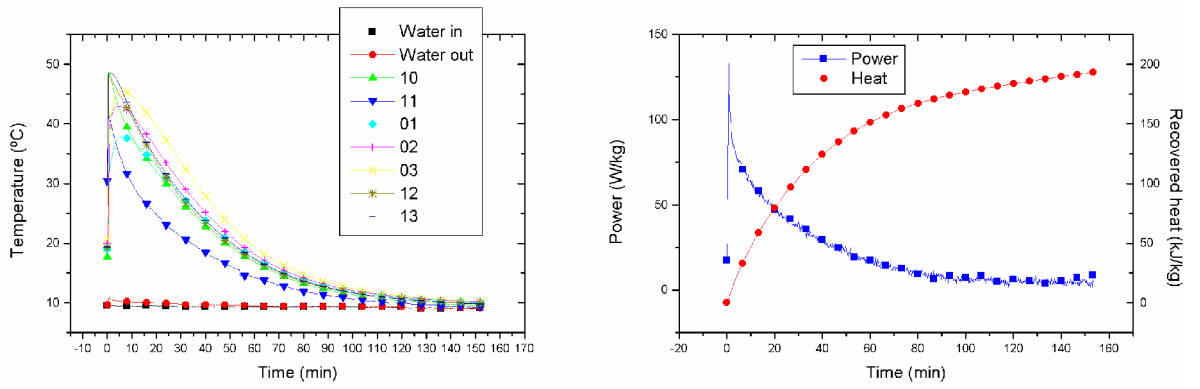 Water in
Water out
10
11
01
02
03
12
13
50
40
30
20
10
Temperature (ºC)
-10 0 10 20 30 40 50 60 70 80 90 100 110 120 130 140 150 160 170
Time (min)
Power
Heat
150
100
50
0
Power (W/kg)
200
150
100
50
0
Recovered heat (kJ/kg)
-20 0 20 40 60 80 100 120 140 160
Time (min)